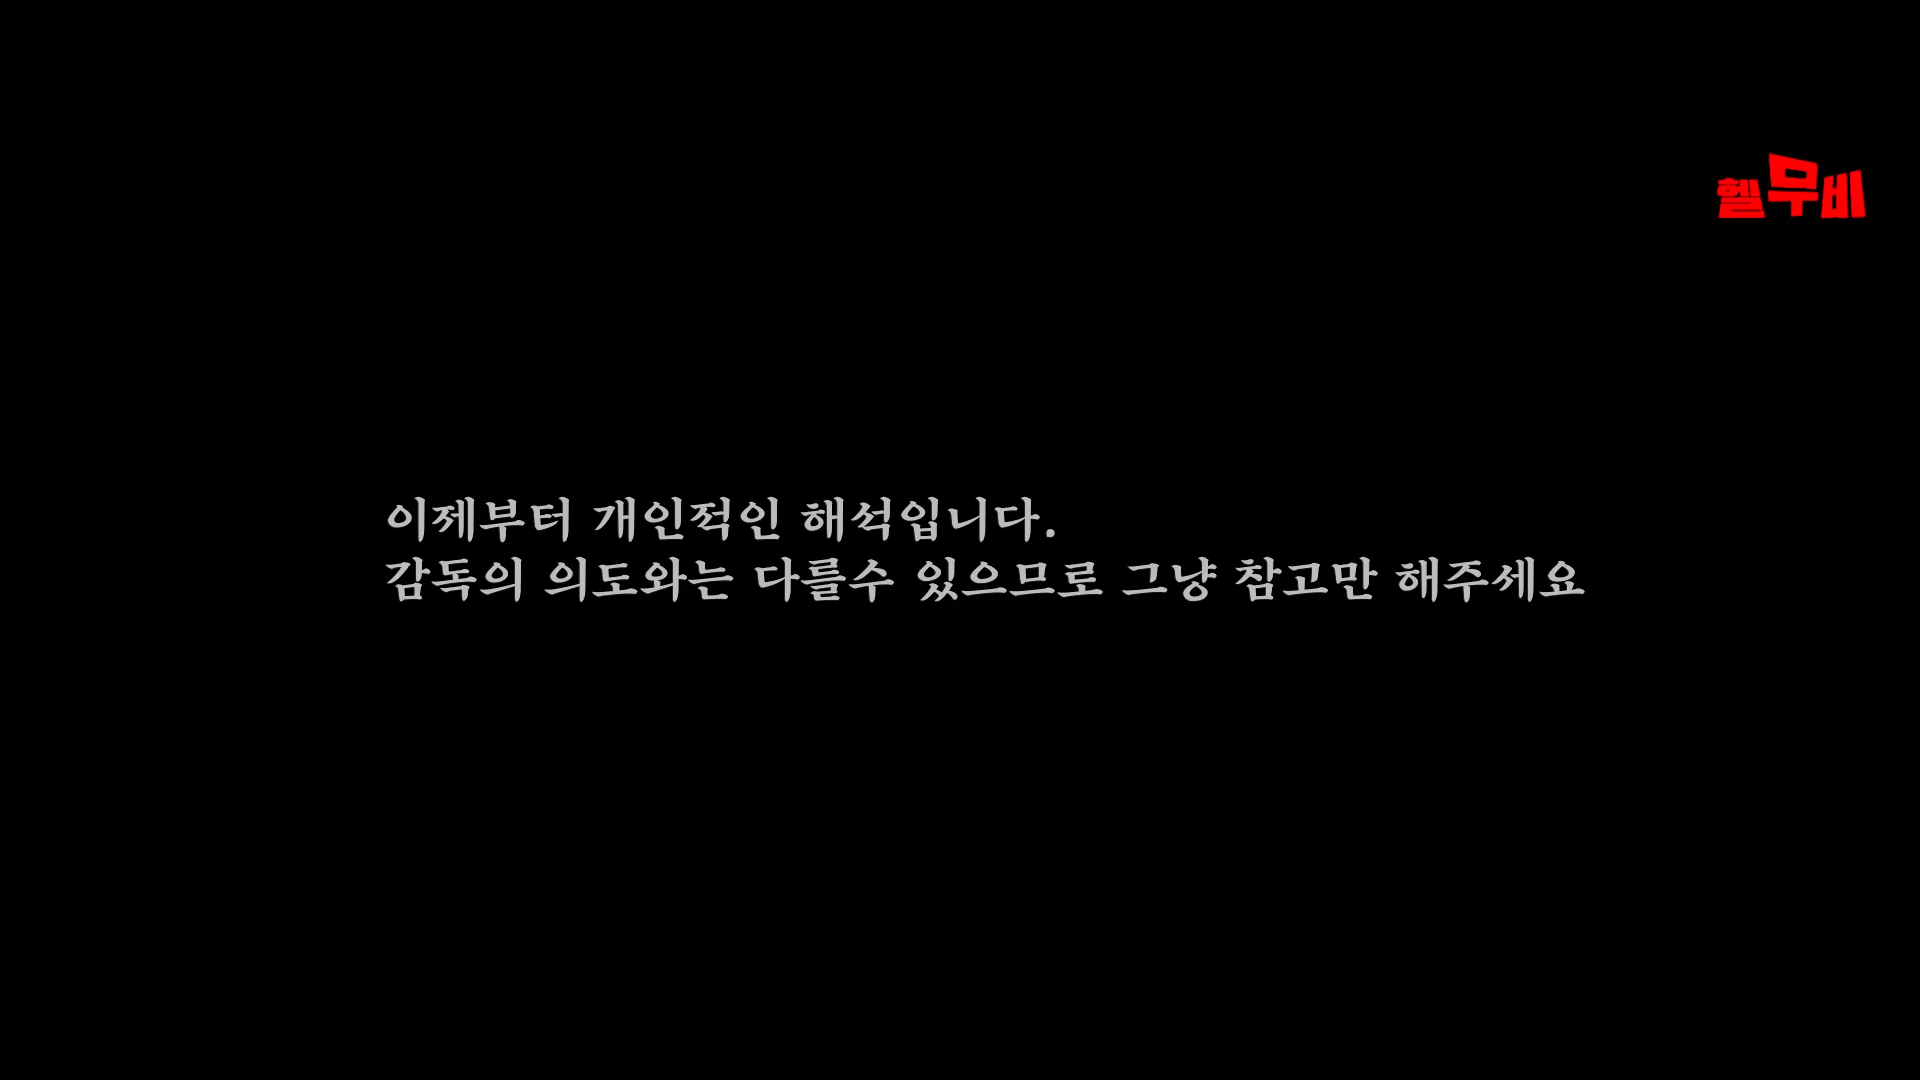 헬무비
이제부터 개인적인 해석입니다.
감독의 의도와는 다를수 있으므로 그냥 참고만 해주세요